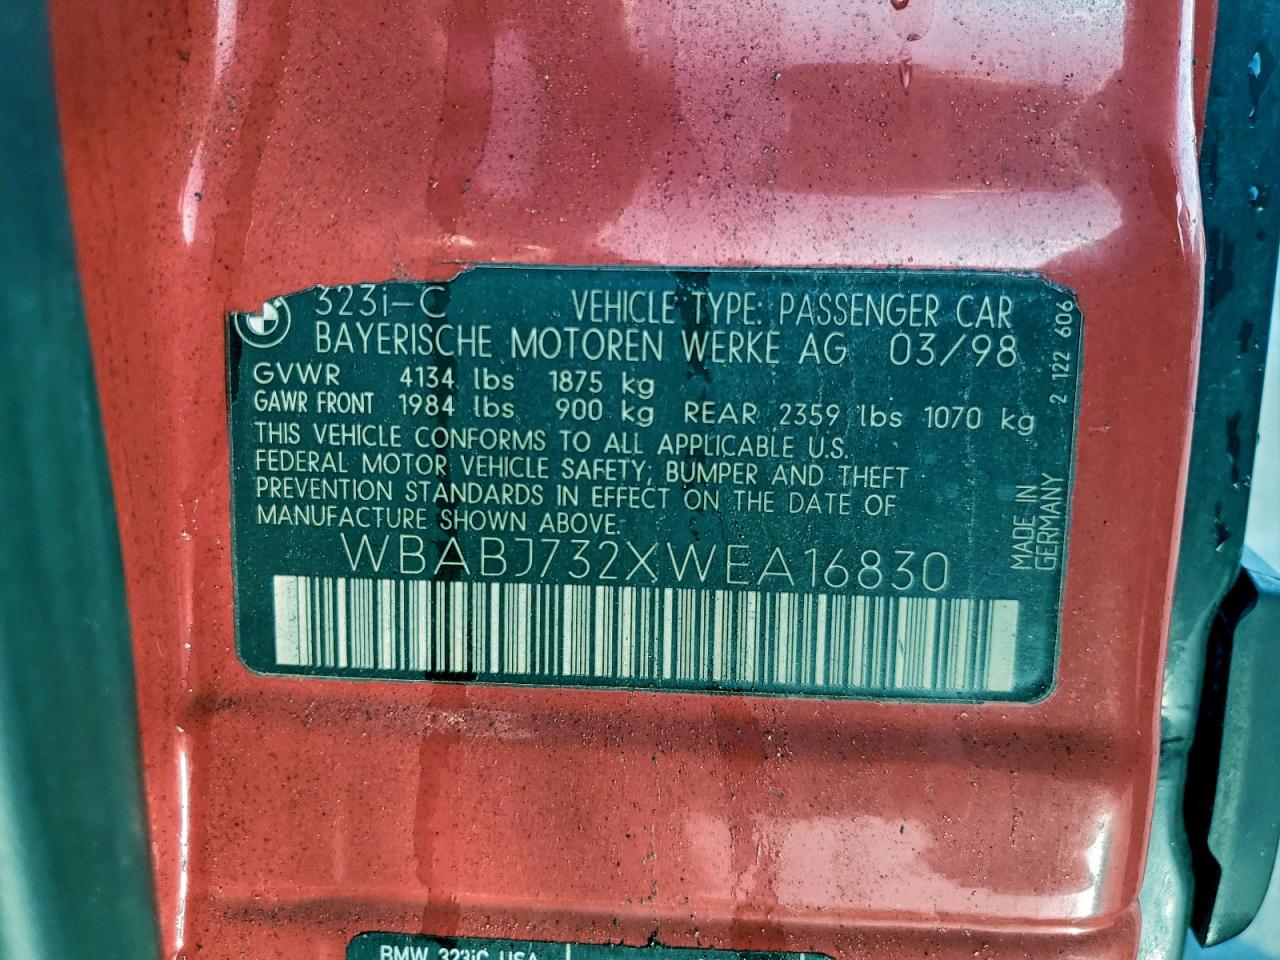 323i-C VEHICLE TYPE: PASSENGER CAR
BAYERISCHE MOTOREN WERKE AG 03/98
GVWR 4134 lbs 1875 kg
GAWR FRONT 1984 lbs 900 kg REAR 2359 lbs 1070 kg
THIS VEHICLE CONFORMS TO ALL APPLICABLE U.S.
FEDERAL MOTOR VEHICLE SAFETY, BUMPER AND THEFT
PREVENTION STANDARDS IN EFFECT ON THE DATE OF
MANUFACTURE SHOWN ABOVE.
WBABJ732XWEA16830
2 122 606
MADE IN
GERMANY
BMW 323iC USA